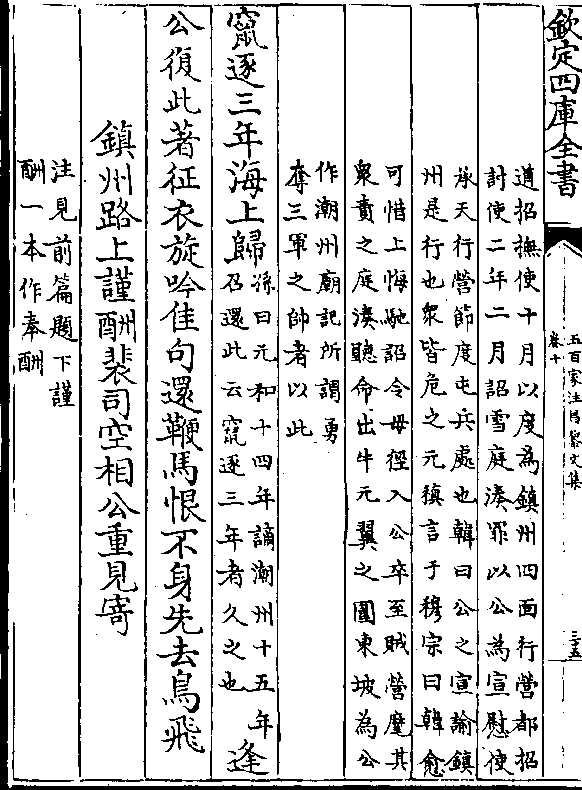 欽定四庫全書
五百家注昌黎文集
卷十
三五
道招撫使十月以度為鎮州四面行營都招
討使二年二月詔雪庭湊罪以公為宣慰使
承天行營節度屯兵處也韓曰公之宣諭鎮
州是行也衆皆危之元稹言于穆宗曰韓愈
可惜上悔馳詔令毋徑入公卒至賊營麾其
衆責之庭湊聽命出牛元翼之圍東坡為公
作潮州廟記所謂勇
奪三軍之帥者以此
竄逐三年海上歸孫曰元和十四年謫潮州十五年召還此云竄逐三年者久之也逢
公復此著征衣旋吟佳句還鞭馬恨不身先去鳥飛
鎮州路上謹酬裴司空相公重見寄
注見前篇題下謹
酬一本作奉酬